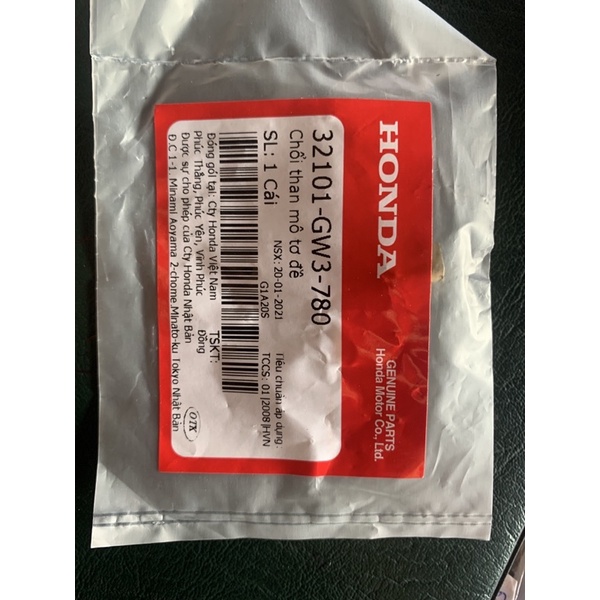 HONDA
GENUINE PARTS
Honda Motor Co., Ltd.
32101-GW3-780
Chổi than mô tơ đề
SL: 1 Cái
NSX: 20-01-2021
G1A20S
Tiêu chuẩn áp dụng:
TCCS: 01|2008|HVN
TSKT:
Đồng
Đóng gói tại: Cty Honda Việt Nam
Phúc Thắng, Phúc Yên, Vĩnh Phúc
Được sự cho phép của Cty Honda Nhật Bản
Đ.C 1-1. Minami Aoyama 2-chome,Minato-ku Tokyo Nhật Bản
OTK